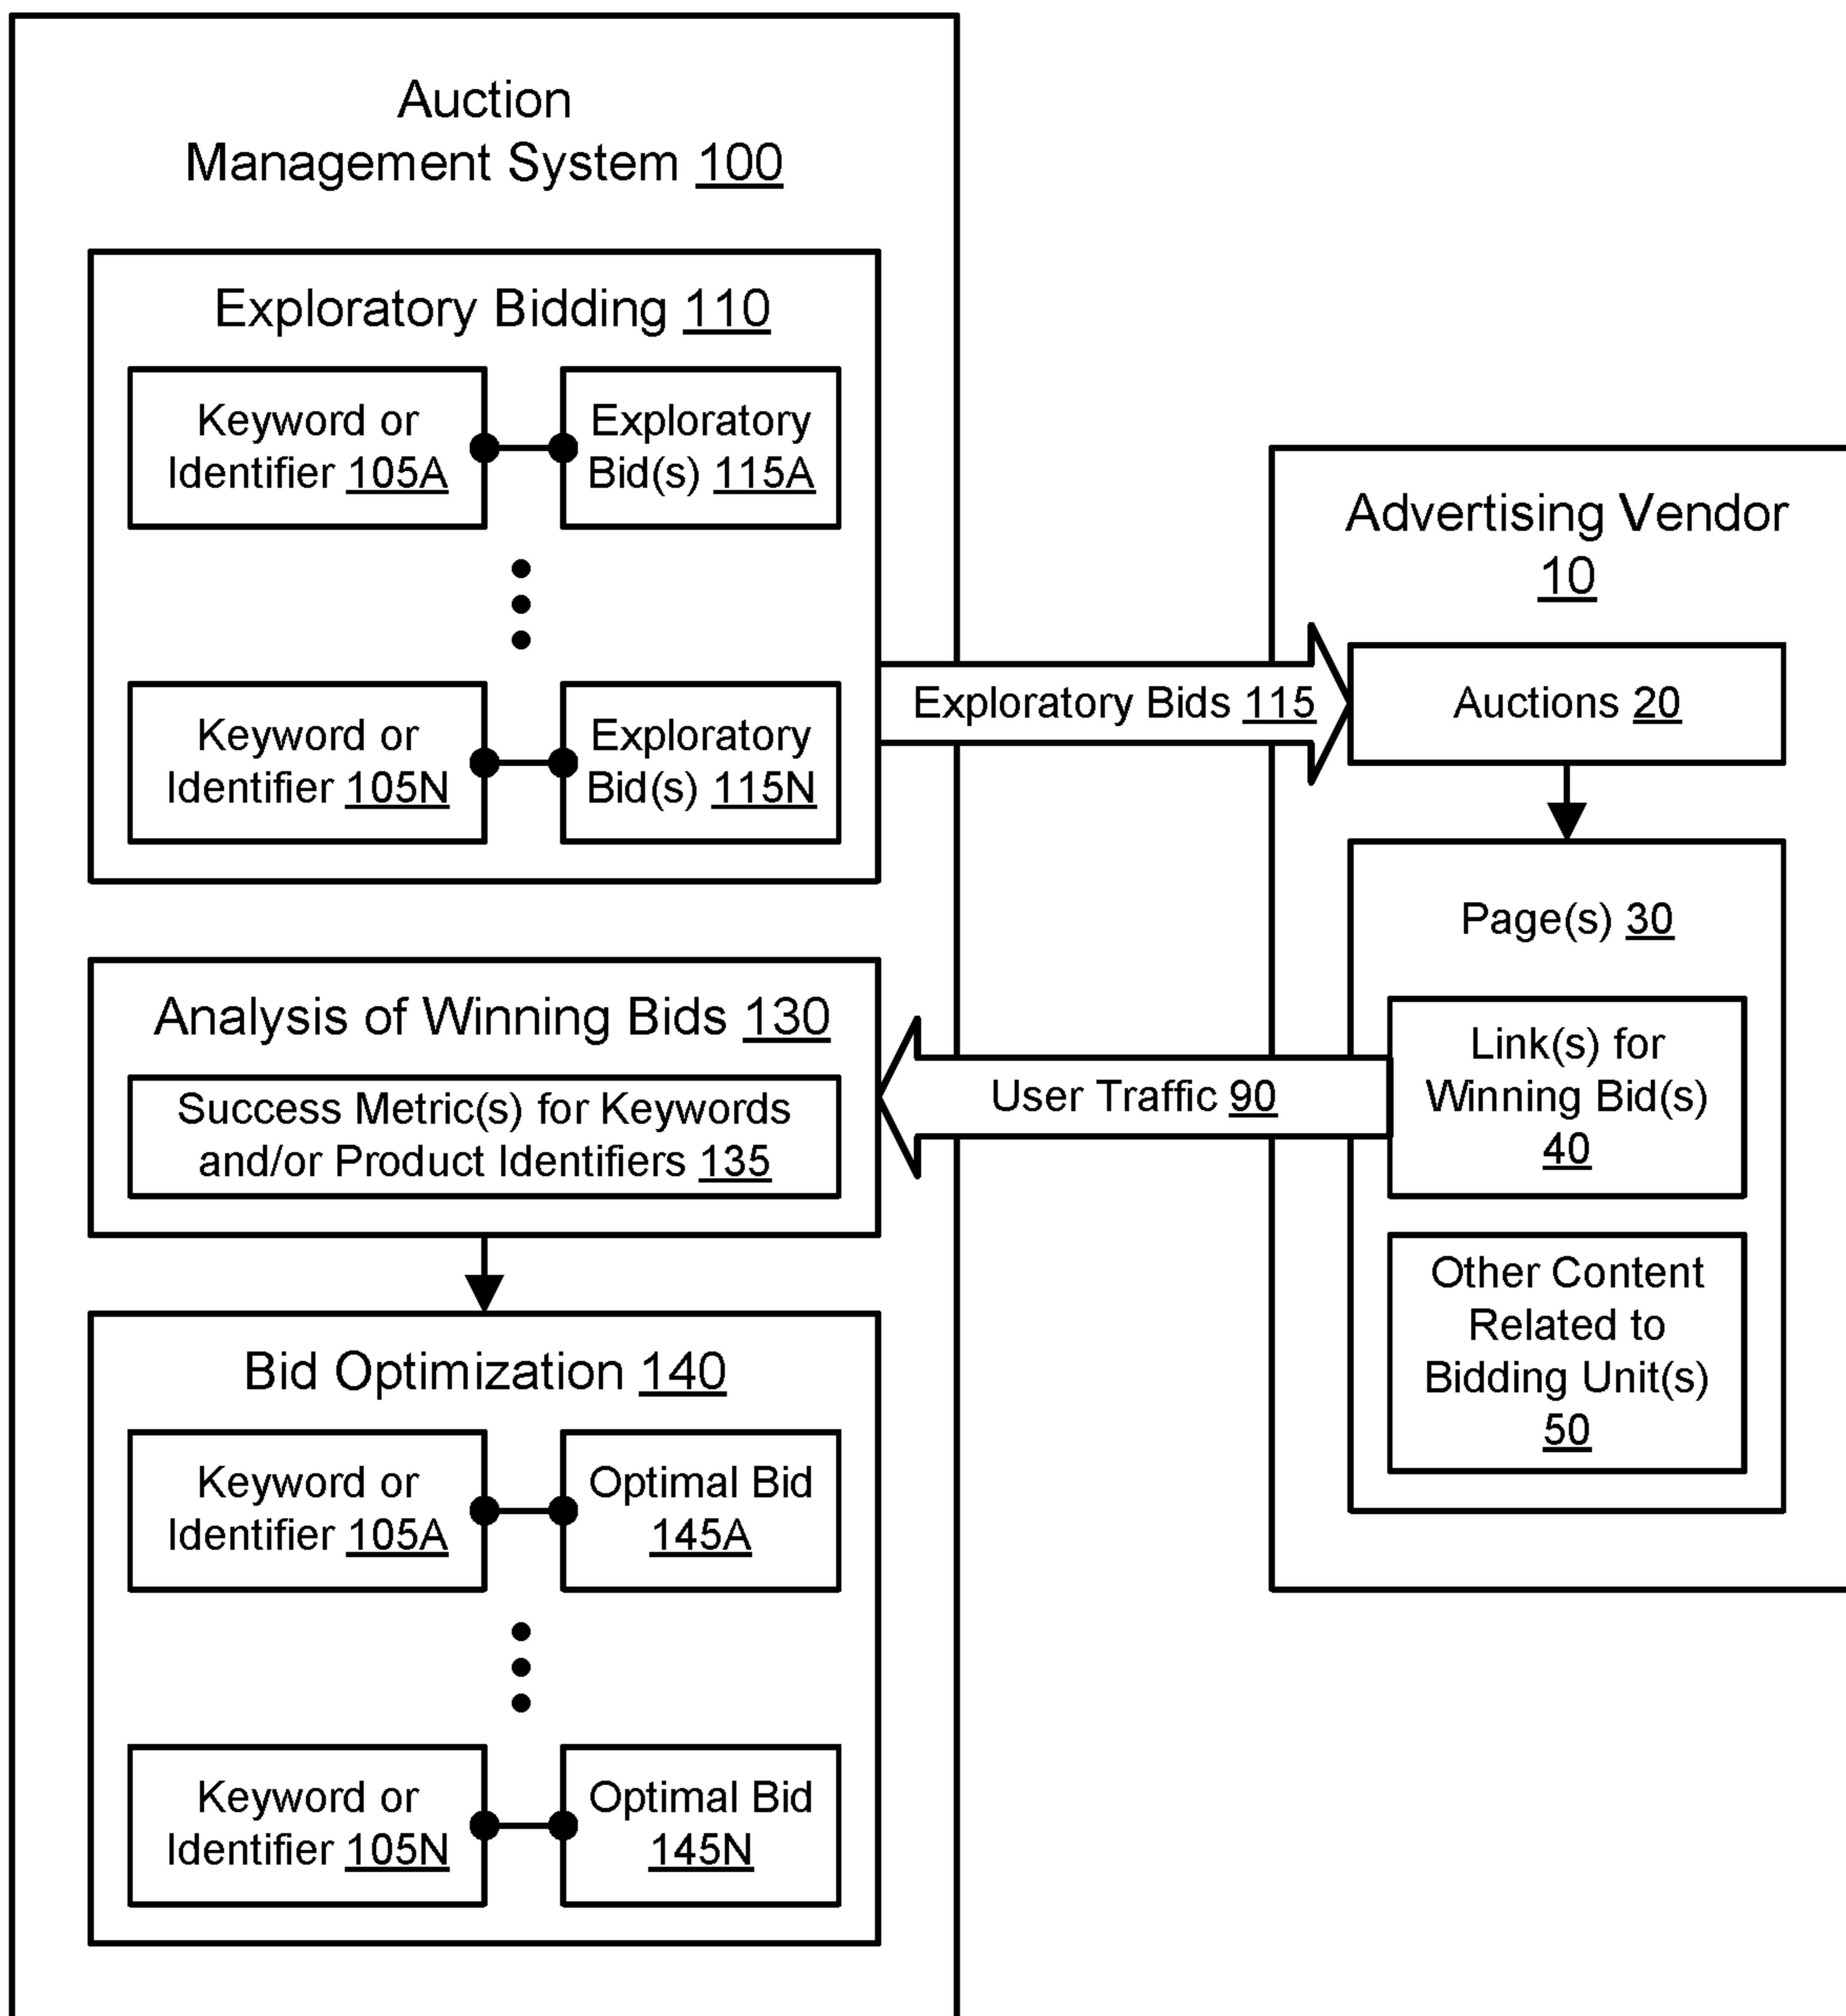 Auction
Management System 100
Exploratory Bidding 110
Keyword or
Identifier 105A
Exploratory
Bid(s) 115A
Keyword or
Identifier 105N
Exploratory
Bid(s) 115N
Exploratory Bids 115
Advertising Vendor
10
Auctions 20
Page(s) 30
Link(s) for
Winning Bid(s)
40
Other Content
Related to
Bidding Unit(s)
50
User Traffic 90
Analysis of Winning Bids 130
Success Metric(s) for Keywords
and/or Product Identifiers 135
Bid Optimization 140
Keyword or
Identifier 105A
Optimal Bid
145A
Keyword or
Identifier 105N
Optimal Bid
145N